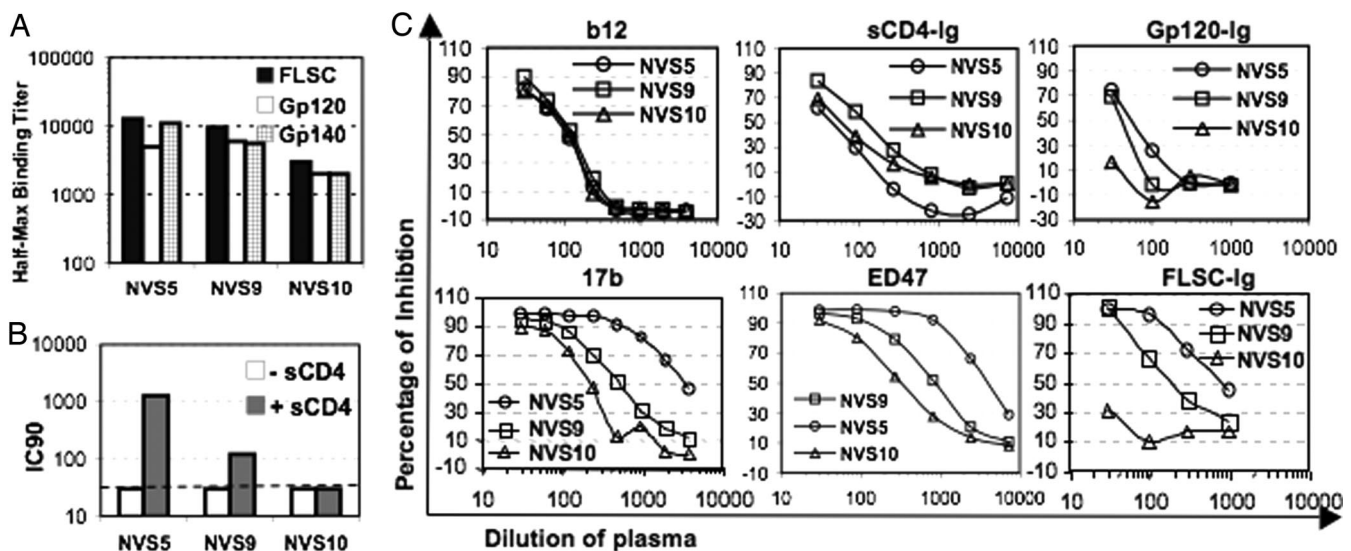 A
100000
10000
1000
100
Half-Max Binding Titer
FLSC
Gp120
Gp140
NVS5 NVS9 NVS10
B
10000
1000
100
10
IC90
- sCD4
+ sCD4
NVS5 NVS9 NVS10
C
Percentage of Inhibtion
b12
110
90
70
50
30
10
-10
NVS5
NVS9
NVS10
10 100 1000 10000
sCD4-Ig
110
90
70
50
30
10
-10
-30
NVS5
NVS9
NVS10
10 100 1000 10000
Gp120-Ig
110
90
70
50
30
10
-10
-30
NVS5
NVS9
NVS10
10 100 1000 10000
17b
110
90
70
50
30
10
-10
NVS5
NVS9
NVS10
10 100 1000 10000
ED47
110
90
70
50
30
10
-10
NVS9
NVS5
NVS10
10 100 1000 10000
FLSC-Ig
110
90
70
50
30
10
-10
NVS5
NVS9
NVS10
10 100 1000 10000
Dilution of plasma